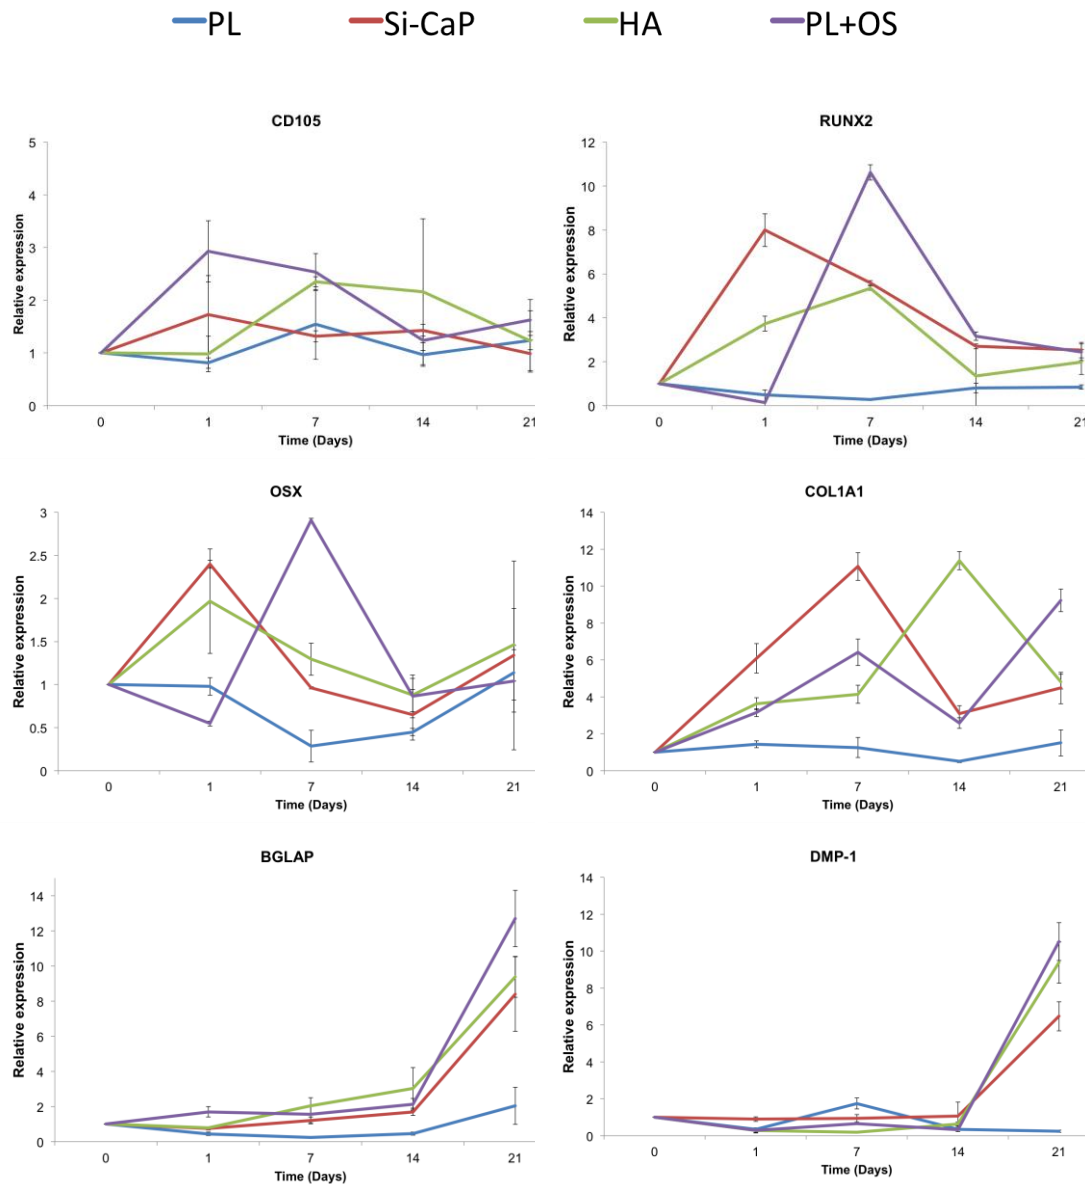 PL Si-CaP HA PL+OS
CD105
Relative expression
5
4
3
2
1
0
0 1 7 14 21
Time (Days)
RUNX2
Relative expression
12
10
8
6
4
2
0
0 1 7 14 21
Time (Days)
OSX
Relative expression
3
2.5
2
1.5
1
0.5
0
0 1 7 14 21
Time (Days)
COL1A1
Relative expression
14
12
10
8
6
4
2
0
0 1 7 14 21
Time (Days)
BGLAP
Relative expression
14
12
10
8
6
4
2
0
0 1 7 14 21
Time (Days)
DMP-1
Relative expression
14
12
10
8
6
4
2
0
0 1 7 14 21
Time (Days)